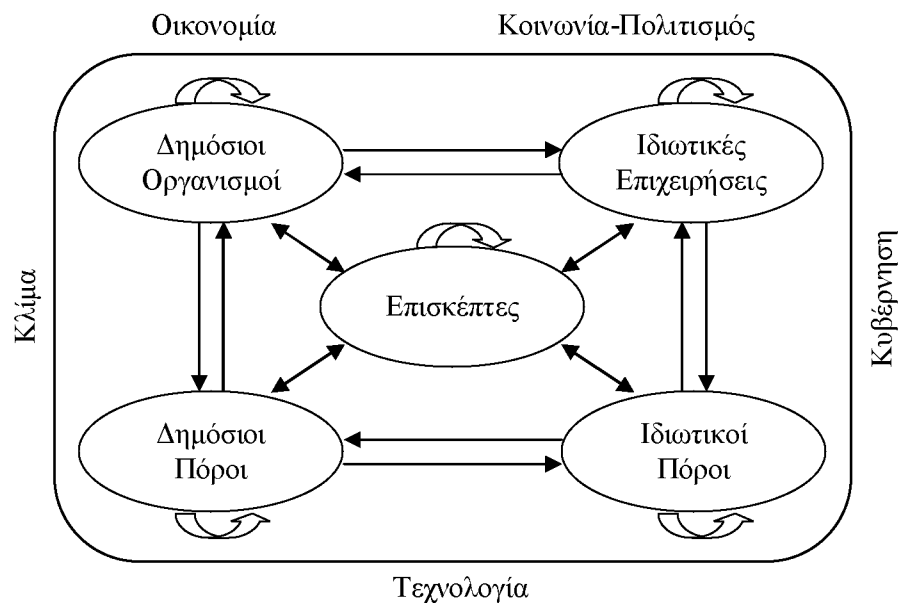 Οικονομία
Κοινωνία-Πολιτισμός
Δημόσιοι
Οργανισμοί
Ιδιωτικές
Επιχειρήσεις
Κλίμα
Επισκέπτες
Κυβέρνηση
Δημόσιοι
Πόροι
Ιδιωτικοί
Πόροι
Τεχνολογία